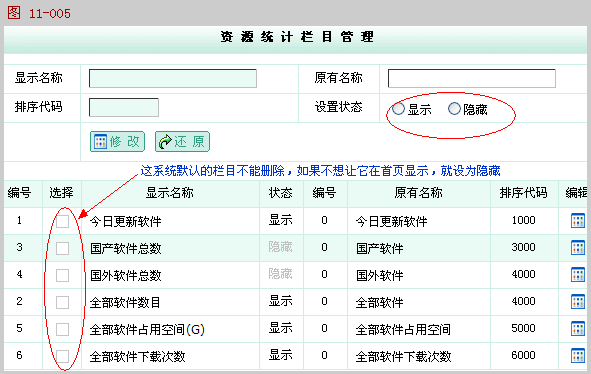 图 11-005
资源统计栏目管理
显示名称 原有名称
排序代码 设置状态 显示 隐藏
修改 还原
这系统默认的栏目不能删除，如果不想让它在首页显示，就设为隐藏
编号 选择 显示名称 状态 编号 原有名称 排序代码 编辑
1 今日更新软件 显示 0 今日更新软件 1000
3 国产软件总数 隐藏 0 国产软件 3000
4 国外软件总数 隐藏 0 国外软件 4000
2 全部软件数目 显示 0 全部软件 4000
5 全部软件占用空间(G) 显示 0 全部软件占用空间 5000
6 全部软件下载次数 显示 0 全部软件下载次数 6000